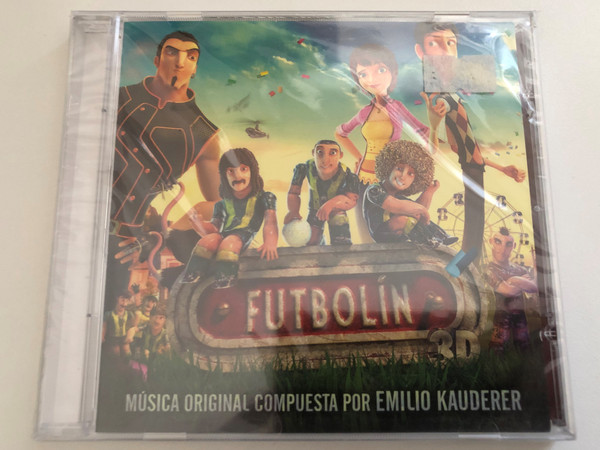 FUTBOLÍN
3D
MÚSICA ORIGINAL COMPUESTA POR EMILIO KAUDERER